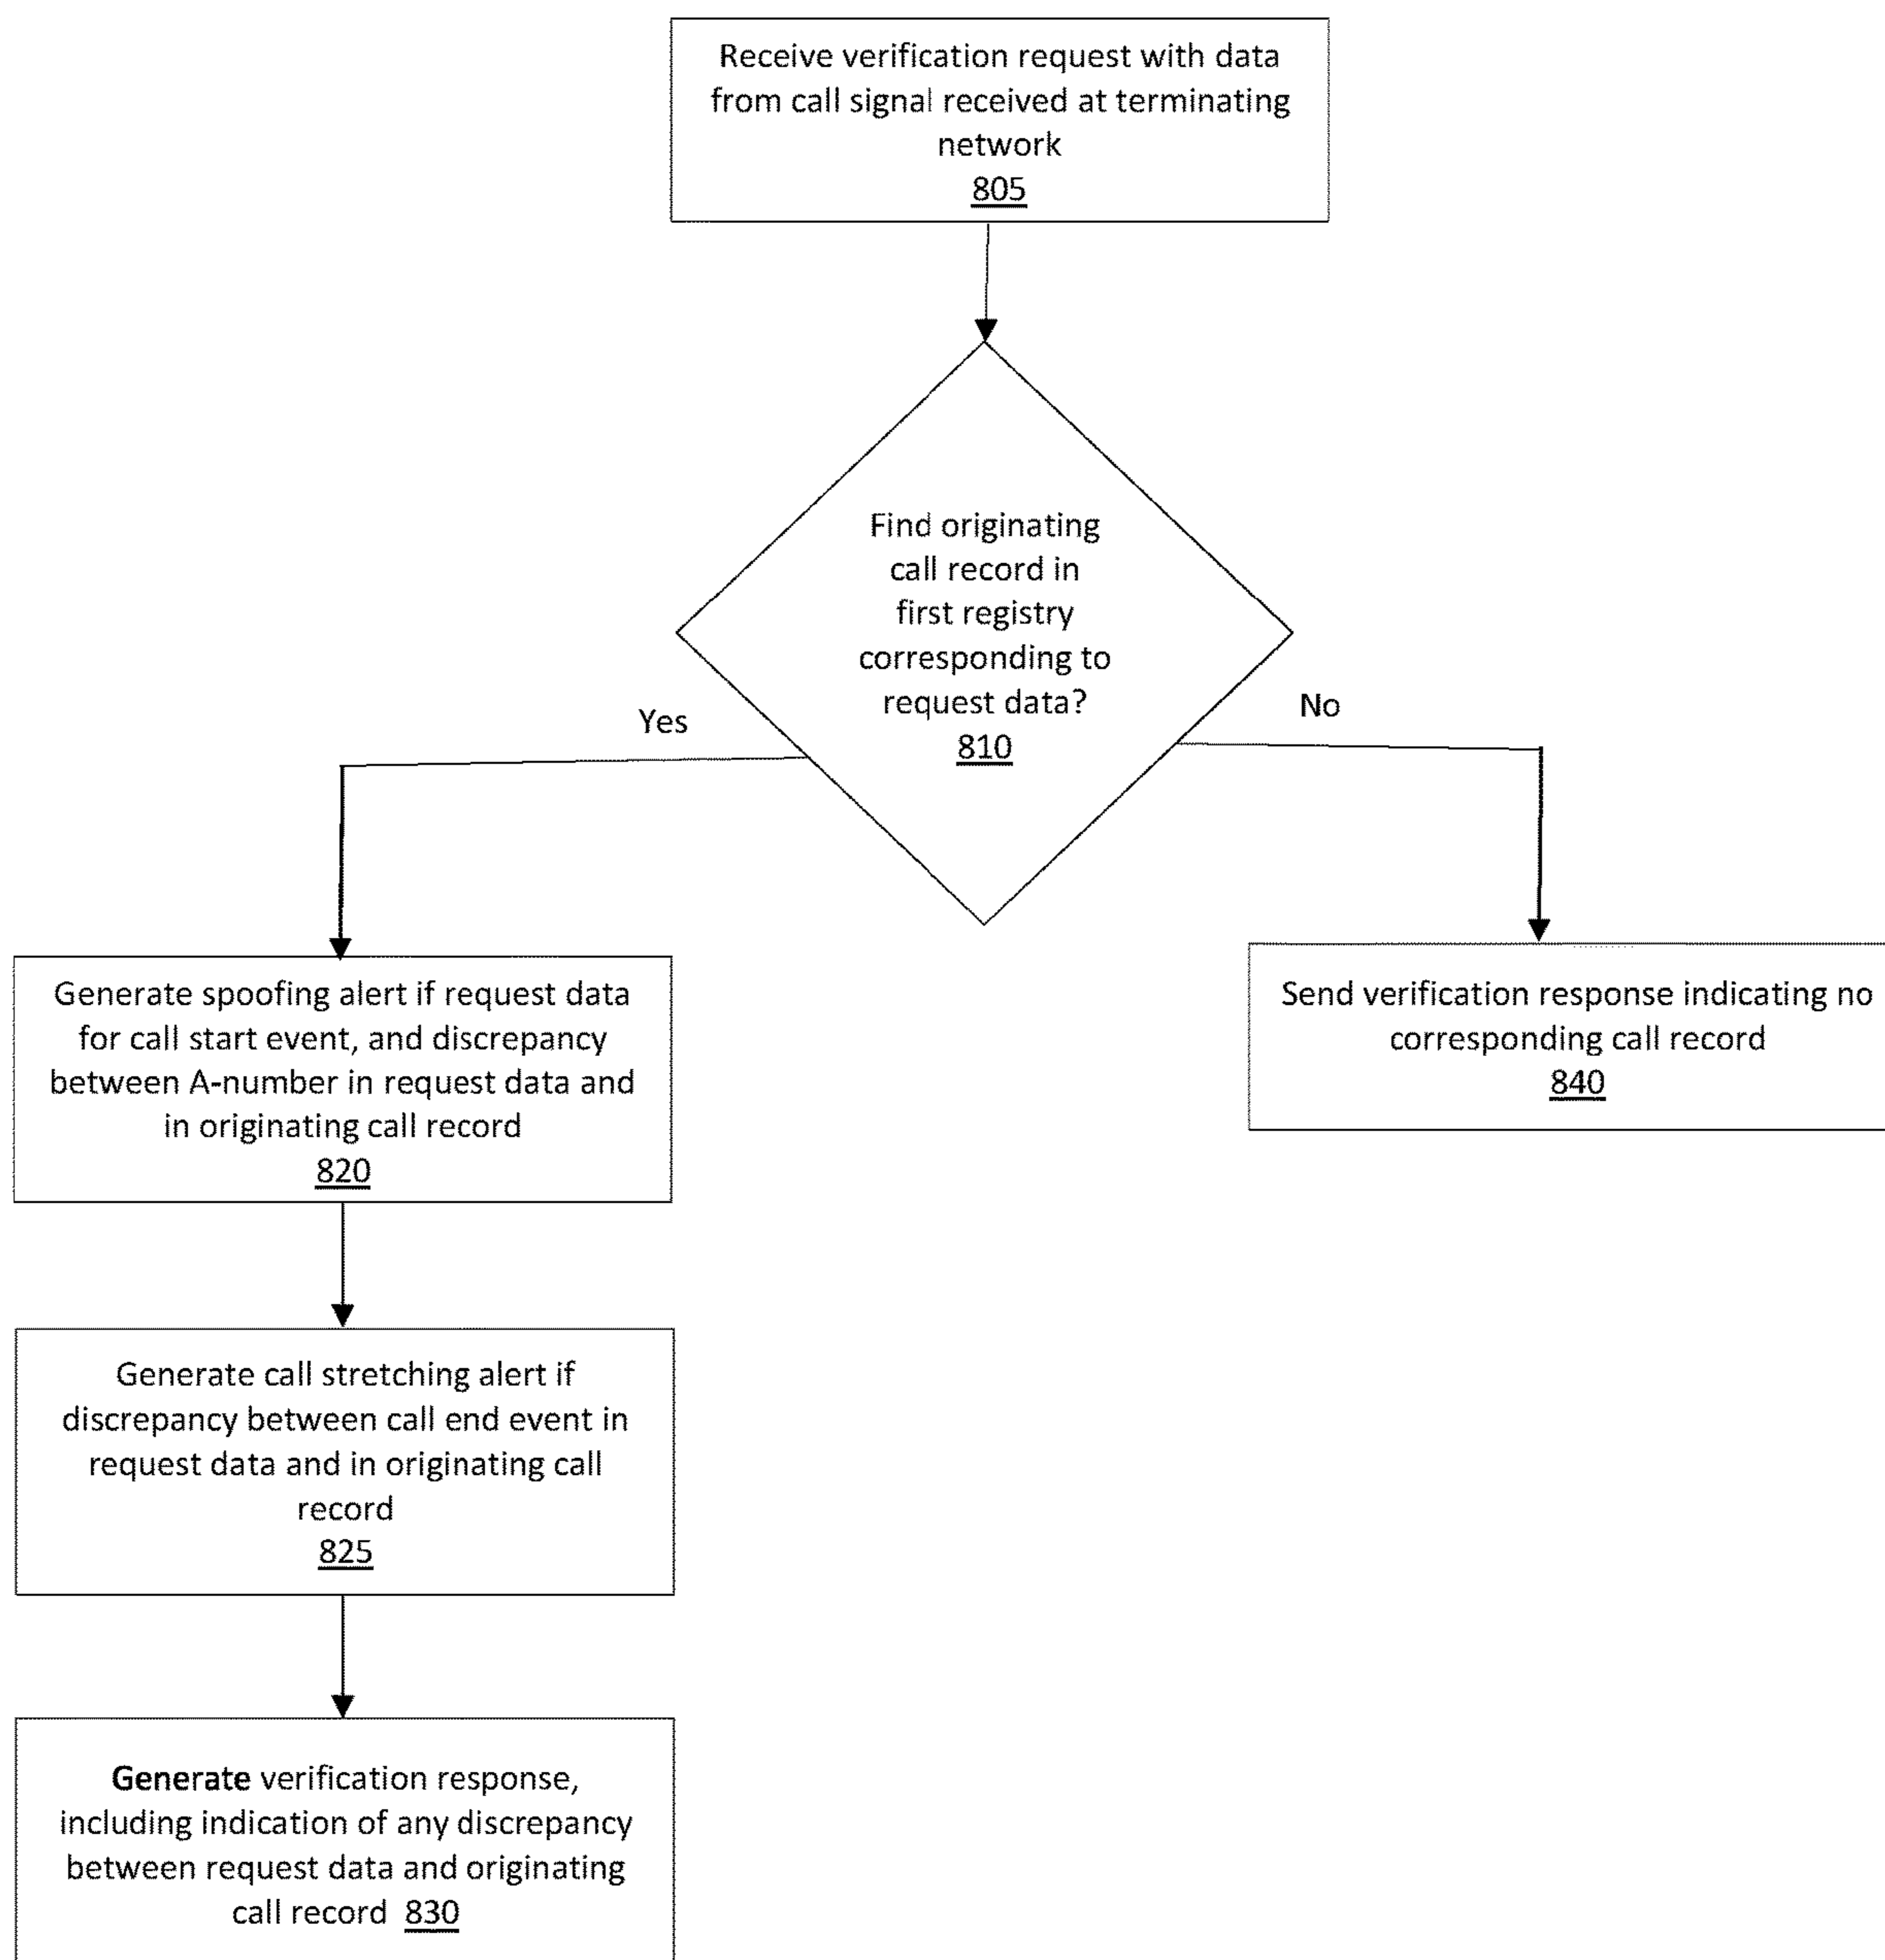 Receive verification request with data
from call signal received at terminating
network
805
Find originating
call record in
first registry
corresponding to
request data?
810
Yes
No
Generate spoofing alert if request data
for call start event, and discrepancy
between A-number in request data and
in originating call record
820
Send verification response indicating no
corresponding call record
840
Generate call stretching alert if
discrepancy between call end event in
request data and in originating call
record
825
Generate verification response,
including indication of any discrepancy
between request data and originating
call record 830